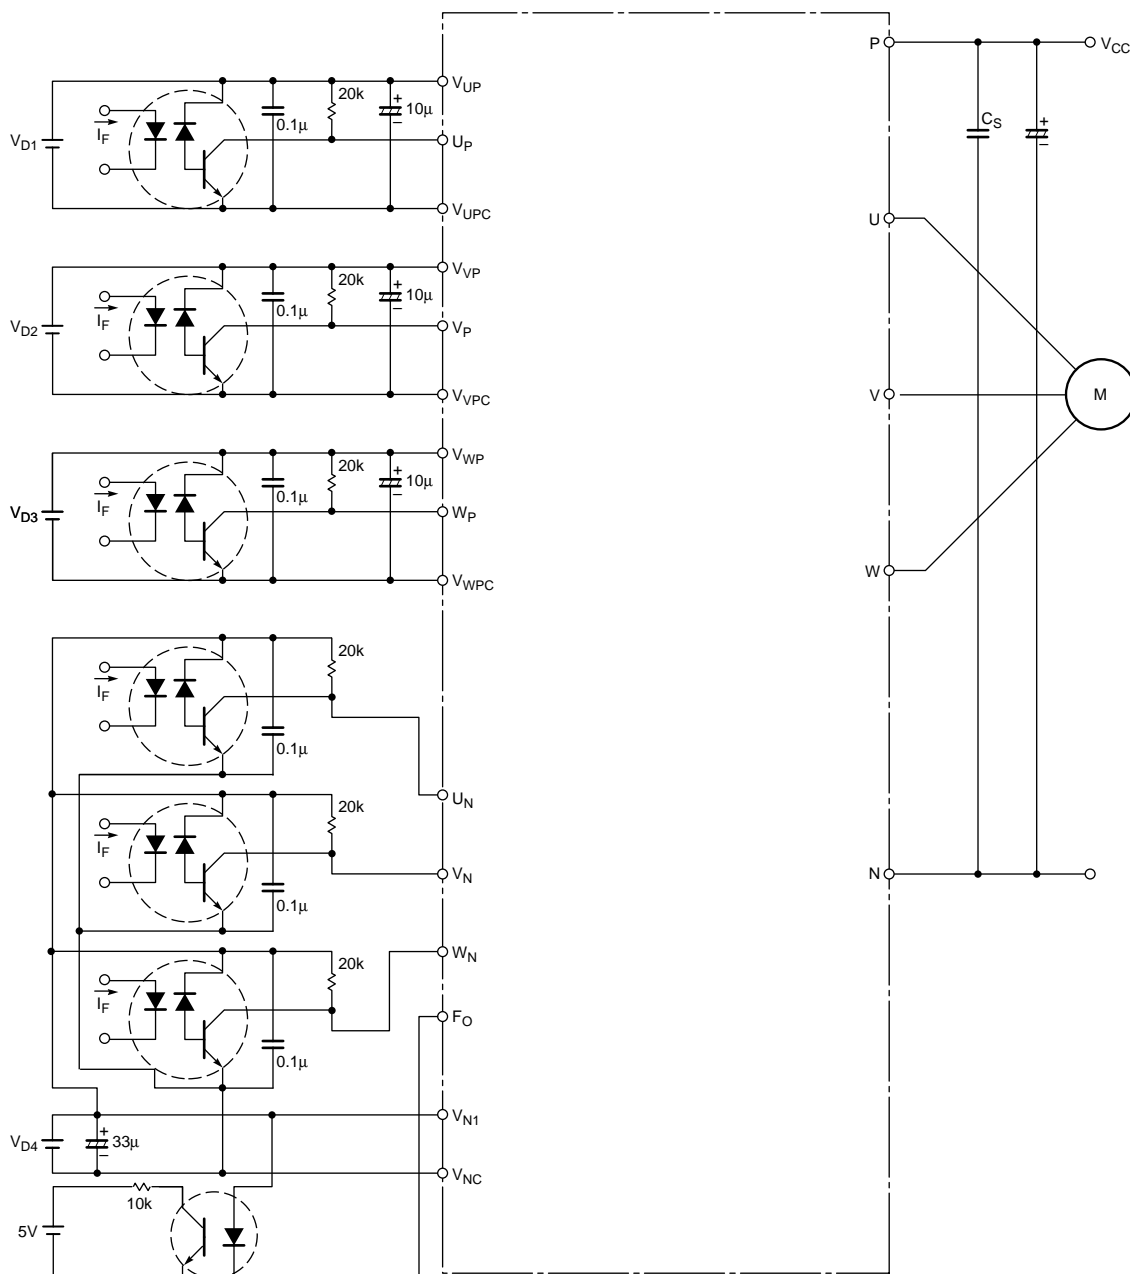 P
V_CC
V_UP
20k
+
10µ
–
0.1µ
I_F
V_D1
U_P
C_S
+
–
V_UPC
U
V_VP
20k
+
10µ
–
0.1µ
I_F
V_D2
V_P
V_VPC
V
M
V_WP
20k
+
10µ
–
0.1µ
I_F
V_D3
W_P
V_WPC
W
20k
I_F
0.1µ
U_N
20k
I_F
V_N
N
0.1µ
W_N
20k
I_F
F_O
0.1µ
V_N1
V_D4
+
33µ
–
V_NC
10k
5V